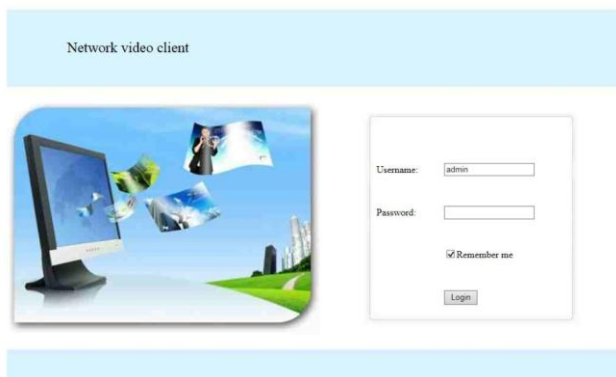 Network video client
Username: admin
Password:
Remember me
Login